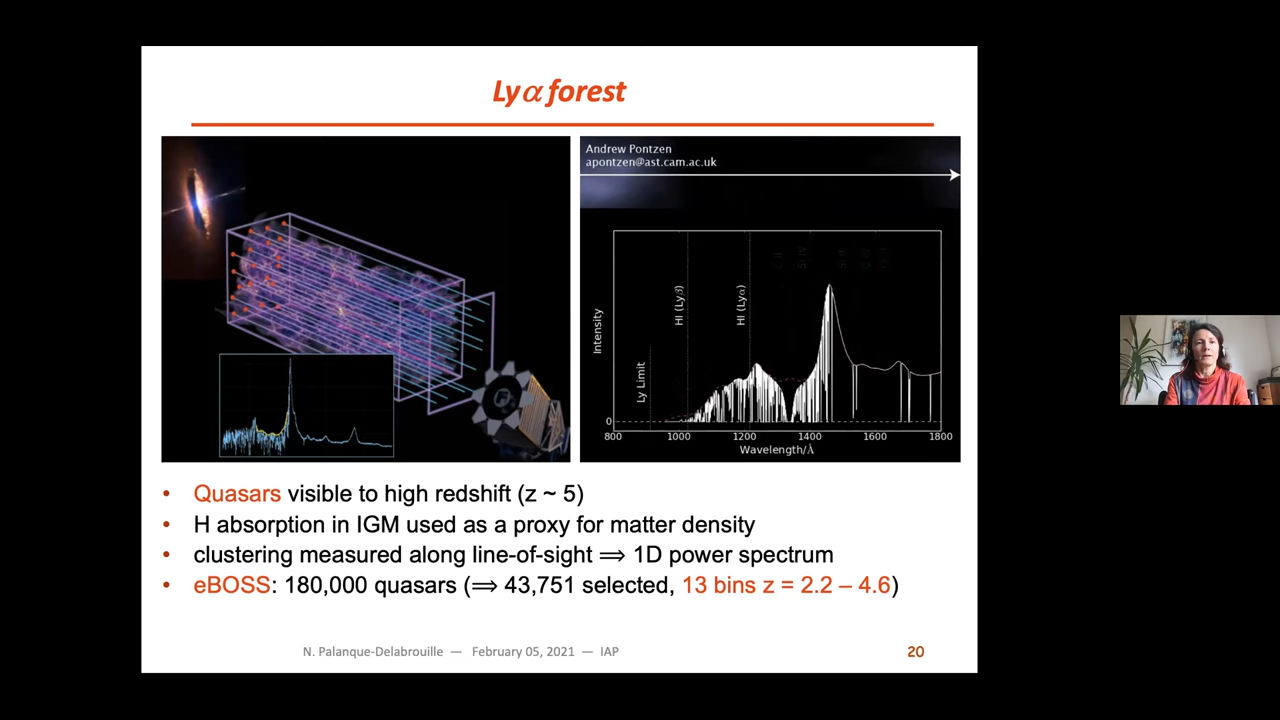 Lyα forest
Andrew Pontzen
apontzen@ast.cam.ac.uk
Intensity
0
Ly Limit
HI (Lyβ)
HI (Lyα)
800 1000 1200 1400 1600 1800
Wavelength/Å
• Quasars visible to high redshift (z ~ 5)
• H absorption in IGM used as a proxy for matter density
• clustering measured along line-of-sight ⟹ 1D power spectrum
• eBOSS: 180,000 quasars (⟹ 43,751 selected, 13 bins z = 2.2 – 4.6)
N. Palanque-Delabrouille — February 05, 2021 — IAP
20